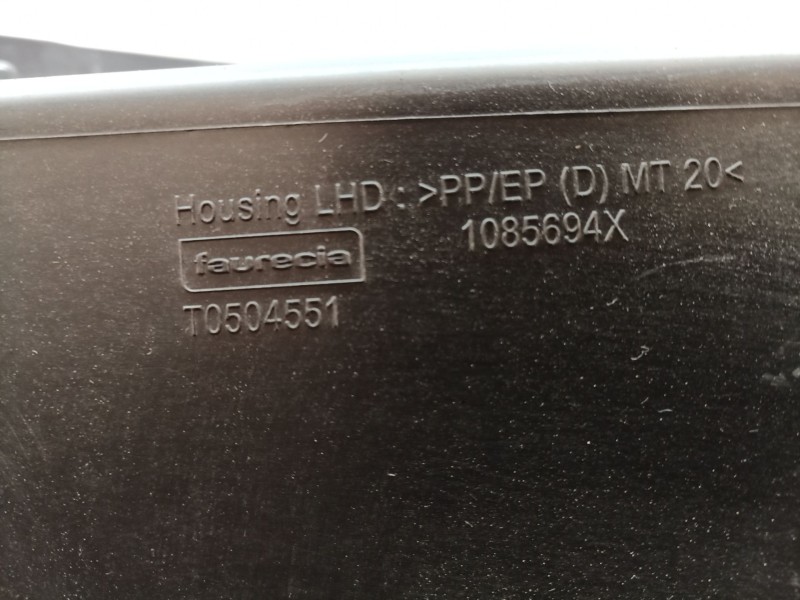 Housing LHD : >PP/EP (D) MT 20<
1085694X
faurecia
T0504551